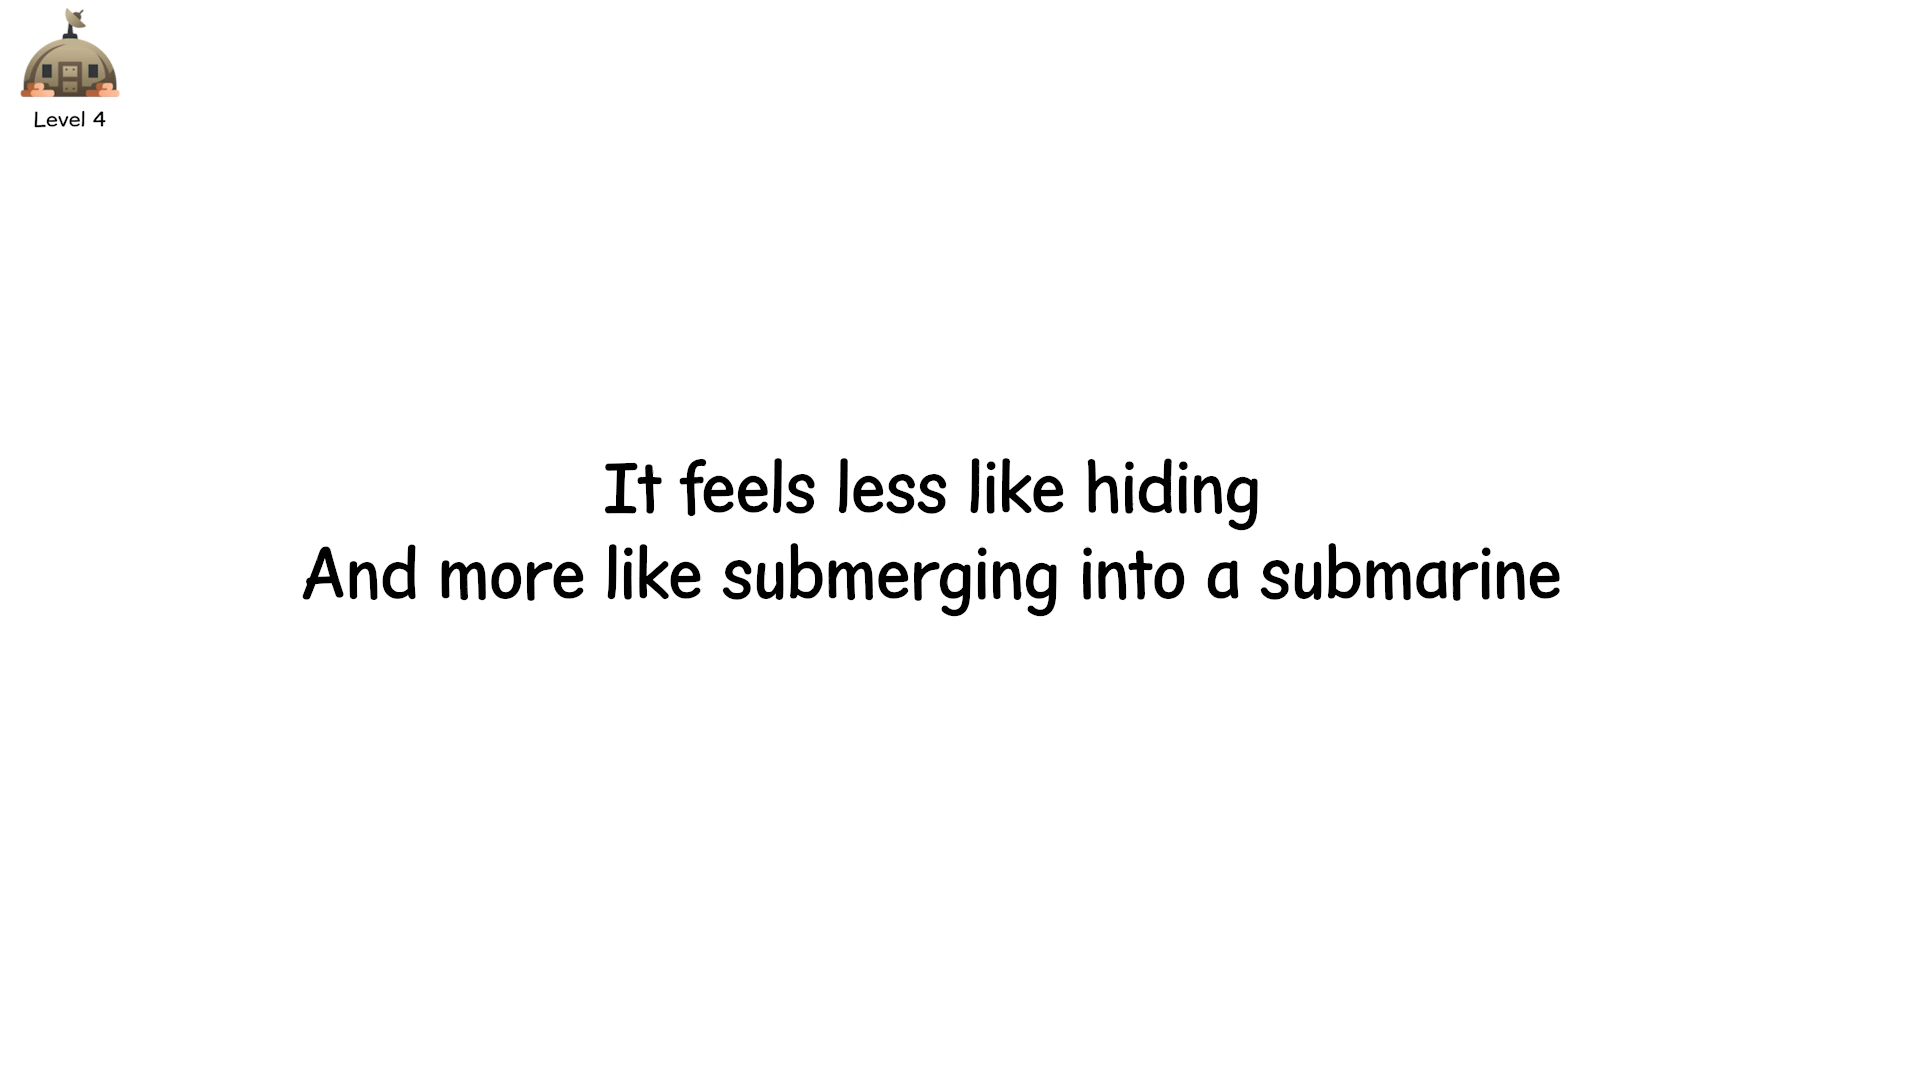 Level 4
It feels less like hiding
And more like submerging into a submarine